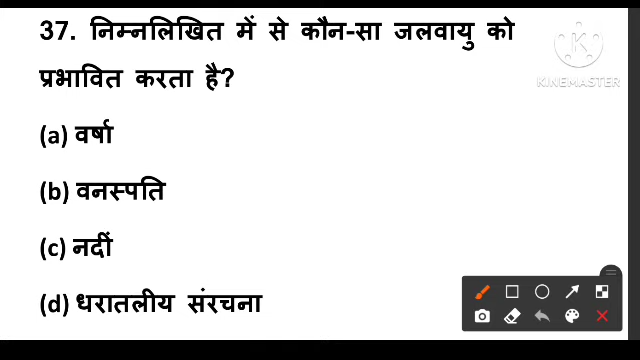 37. निम्नलिखित में से कौन-सा जलवायु को
प्रभावित करता है?
(a) वर्षा
(b) वनस्पति
(c) नदीं
(d) धरातलीय संरचना
K
KINEMASTER